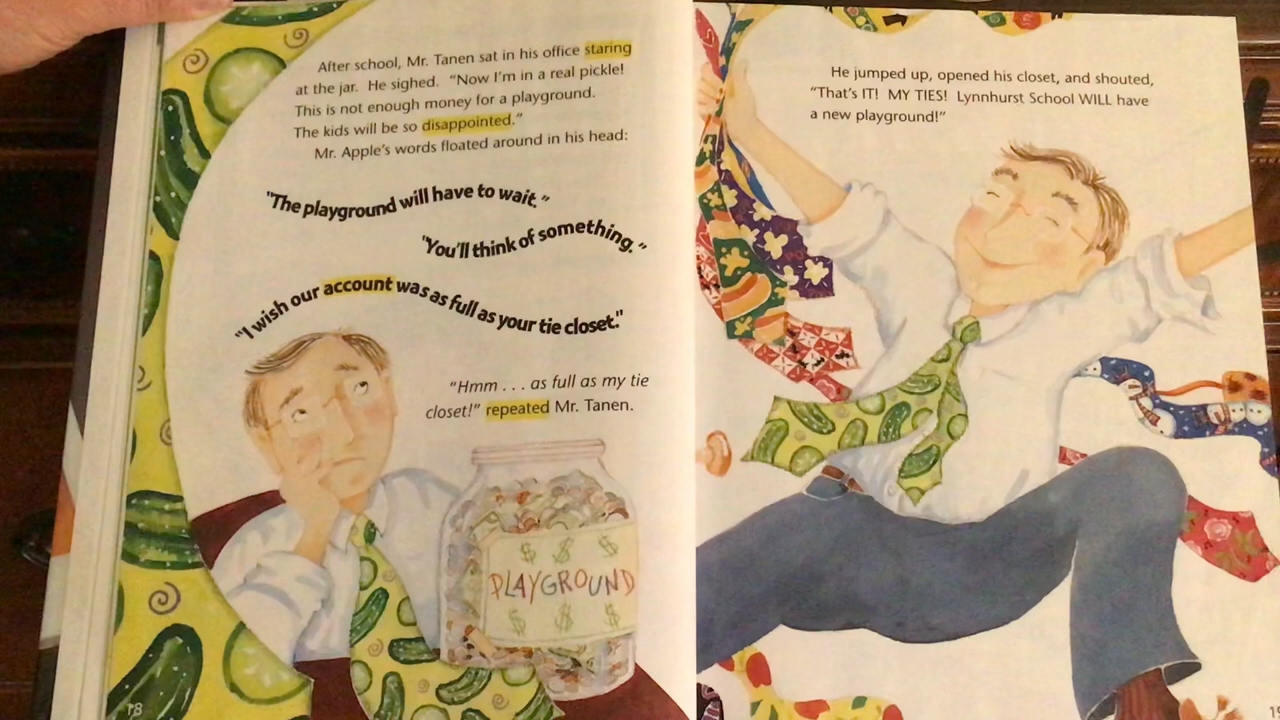 After school, Mr. Tanen sat in his office staring
at the jar. He sighed. "Now I'm in a real pickle!
This is not enough money for a playground.
The kids will be so disappointed."
Mr. Apple's words floated around in his head:
"The playground will have to wait."
"You'll think of something."
"I wish our account was as full as your tie closet."
"Hmm . . . as full as my tie
closet!" repeated Mr. Tanen.
$ $ $
PLAYGROUND
$ $ $
18
He jumped up, opened his closet, and shouted,
"That's IT! MY TIES! Lynnhurst School WILL have
a new playground!"